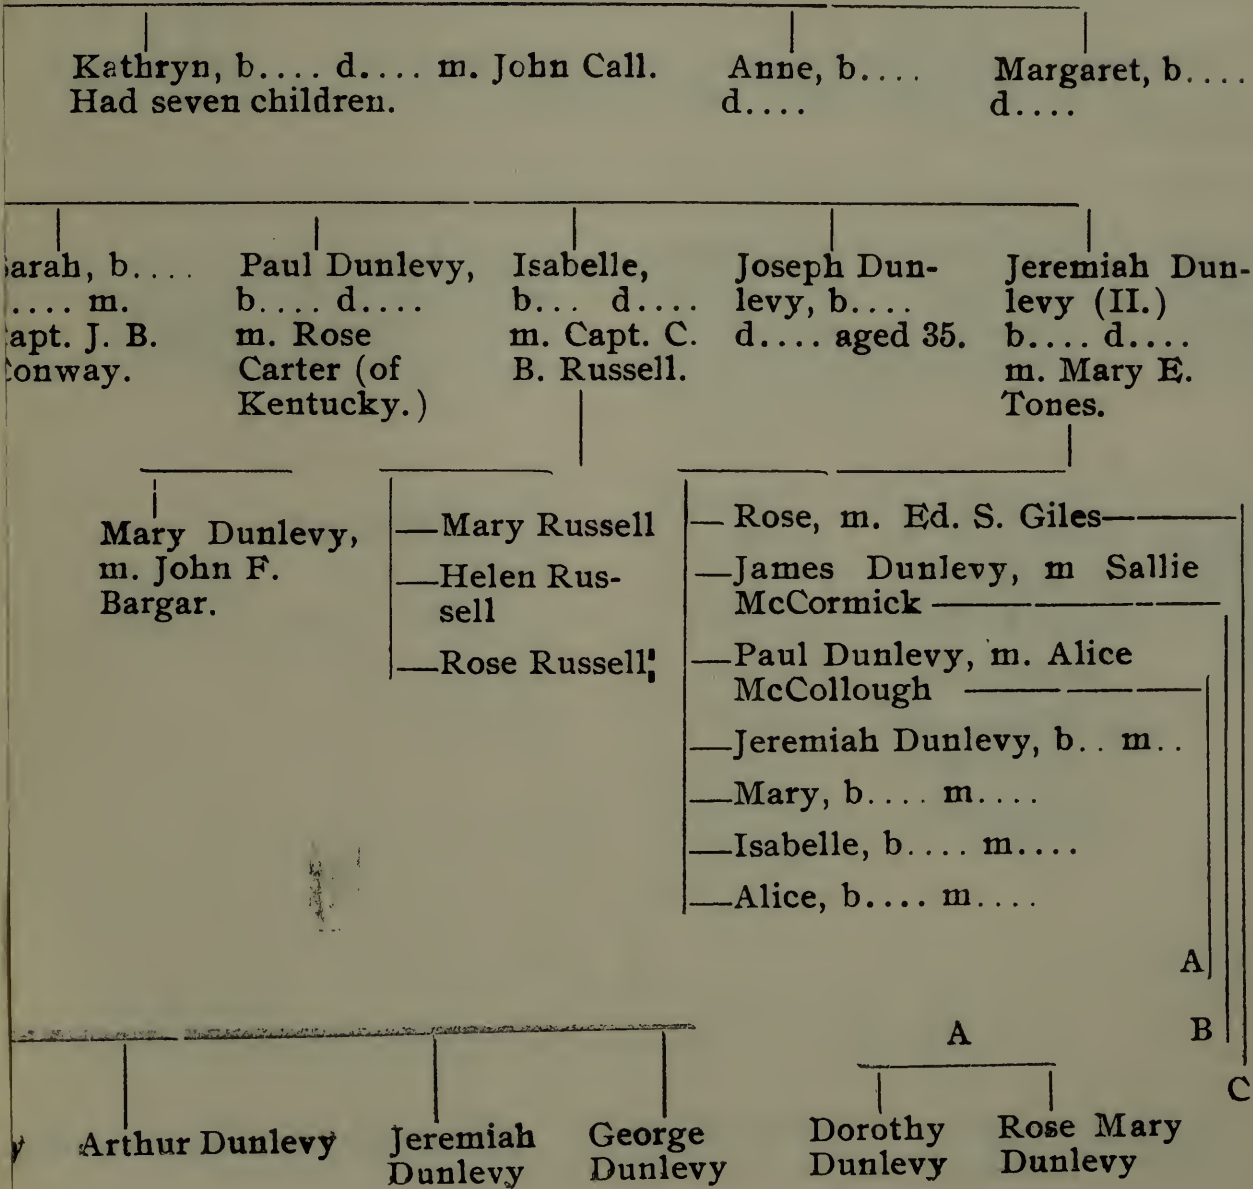 Kathryn, b.... d.... m. John Call.
Had seven children.
Anne, b....
d....
Margaret, b....
d....
arah, b....
.... m.
apt. J. B.
onway.
Paul Dunlevy,
b.... d....
m. Rose
Carter (of
Kentucky.)
Isabelle,
b... d....
m. Capt. C.
B. Russell.
Joseph Dun-
levy, b....
d.... aged 35.
Jeremiah Dun-
levy (II.)
b.... d....
m. Mary E.
Tones.
Mary Dunlevy,
m. John F.
Bargar.
—Mary Russell
—Helen Rus-
sell
—Rose Russell
— Rose, m. Ed. S. Giles
—James Dunlevy, m Sallie
McCormick
—Paul Dunlevy, m. Alice
McCollough
—Jeremiah Dunlevy, b.. m..
—Mary, b.... m....
—Isabelle, b.... m....
—Alice, b.... m....
A
B
C
y
Arthur Dunlevy
Jeremiah
Dunlevy
George
Dunlevy
A
Dorothy
Dunlevy
Rose Mary
Dunlevy